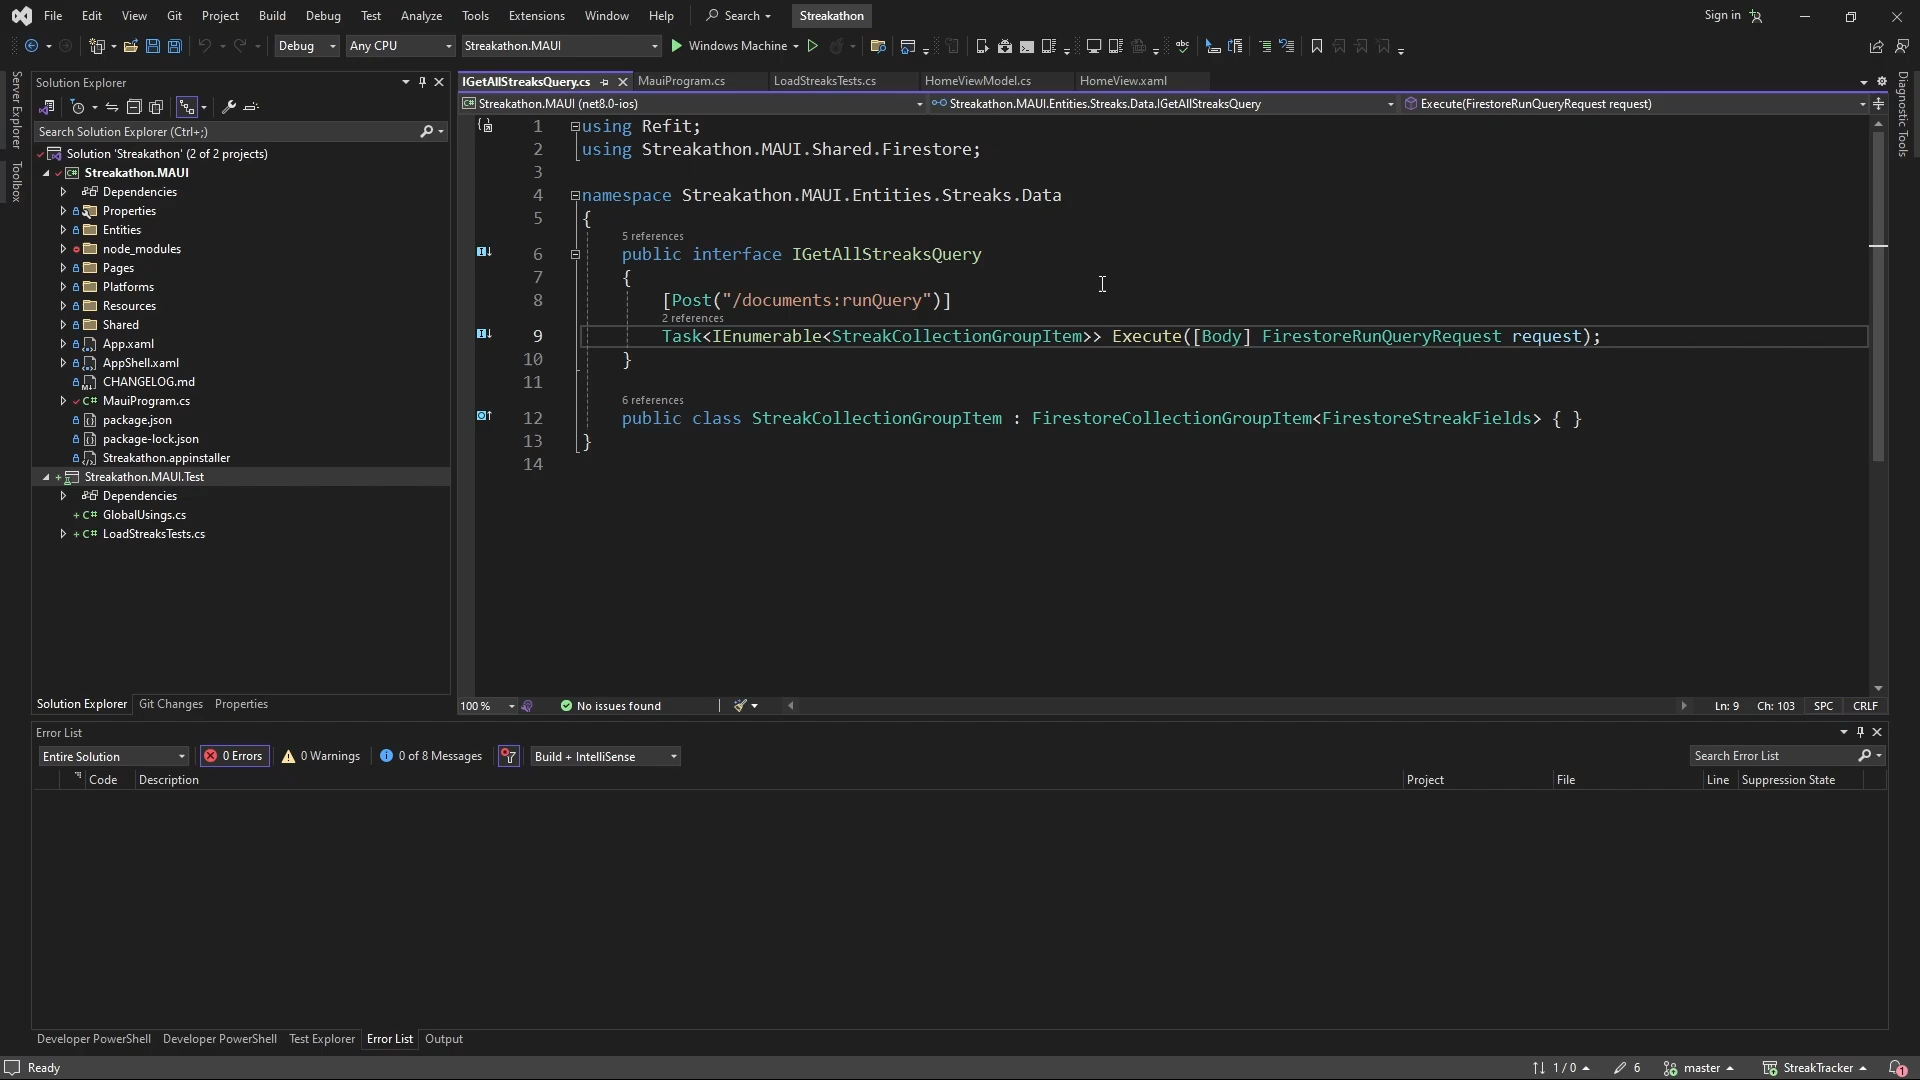 File Edit View Git Project Build Debug Test Analyze Tools Extensions Window Help Search Streakathon Sign in
Debug Any CPU Streakathon.MAUI Windows Machine
Server Explorer
Toolbox
Solution Explorer
Search Solution Explorer (Ctrl+;)
Solution 'Streakathon' (2 of 2 projects)
Streakathon.MAUI
Dependencies
Properties
Entities
node_modules
Pages
Platforms
Resources
Shared
App.xaml
AppShell.xaml
CHANGELOG.md
MauiProgram.cs
package.json
package-lock.json
Streakathon.appinstaller
Streakathon.MAUI.Test
Dependencies
GlobalUsings.cs
LoadStreaksTests.cs
Solution Explorer Git Changes Properties
IGetAllStreaksQuery.cs MauiProgram.cs LoadStreaksTests.cs HomeViewModel.cs HomeView.xaml
Streakathon.MAUI (net8.0-ios) Streakathon.MAUI.Entities.Streaks.Data.IGetAllStreaksQuery Execute(FirestoreRunQueryRequest request)
1 using Refit;
2 using Streakathon.MAUI.Shared.Firestore;
3
4 namespace Streakathon.MAUI.Entities.Streaks.Data
5 {
5 references
6 public interface IGetAllStreaksQuery
7 {
8 [Post("/documents:runQuery")]
2 references
9 Task<IEnumerable<StreakCollectionGroupItem>> Execute([Body] FirestoreRunQueryRequest request);
10 }
11
6 references
12 public class StreakCollectionGroupItem : FirestoreCollectionGroupItem<FirestoreStreakFields> { }
13 }
14
100 % No issues found Ln: 9 Ch: 103 SPC CRLF
Diagnostic Tools
Error List
Entire Solution 0 Errors 0 Warnings 0 of 8 Messages Build + IntelliSense Search Error List
Code Description Project File Line Suppression State
Developer PowerShell Developer PowerShell Test Explorer Error List Output
Ready 1 / 0 6 master StreakTracker 1